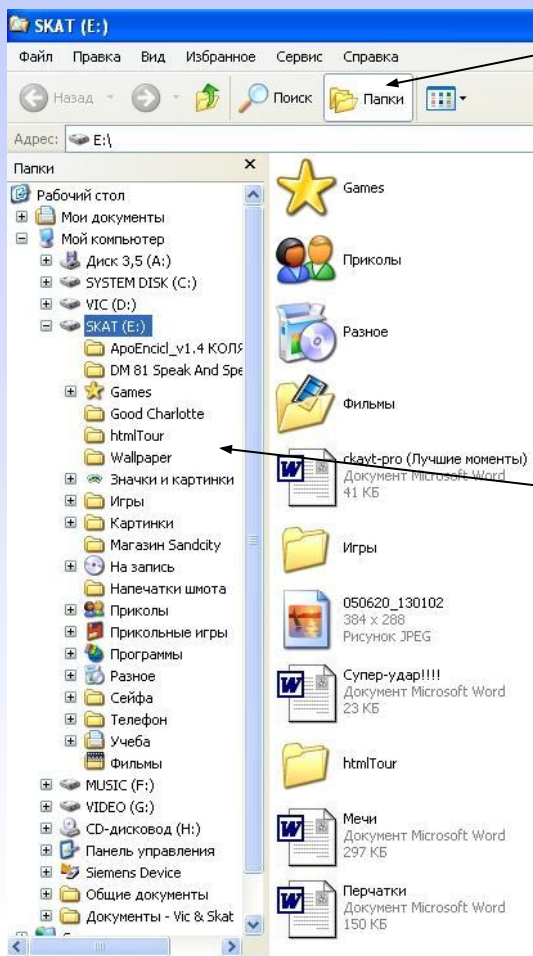 SKAT (E:)
Файл Правка Вид Избранное Сервис Справка
Назад Поиск Папки
Адрес: E:\
Папки
Рабочий стол
Мои документы
Мой компьютер
Диск 3,5 (A:)
SYSTEM DISK (C:)
VIC (D:)
SKAT (E:)
ApoEncicl_v1.4 КОЛЯ
DM 81 Speak And Spe
Games
Good Charlotte
htmlTour
Wallpaper
Значки и картинки
Игры
Картинки
Магазин Sandcity
На запись
Напечатки шмота
Приколы
Прикольные игры
Программы
Разное
Сейфа
Телефон
Учеба
Фильмы
MUSIC (F:)
VIDEO (G:)
CD-дисковод (H:)
Панель управления
Siemens Device
Общие документы
Документы - Vic & Skat
Games
Приколы
Разное
Фильмы
ckayt-pro (Лучшие моменты)
Документ Microsoft Word
41 КБ
Игры
050620_130102
384 x 288
Рисунок JPEG
Супер-удар!!!!
Документ Microsoft Word
23 КБ
htmlTour
Мечи
Документ Microsoft Word
297 КБ
Перчатки
Документ Microsoft Word
150 КБ